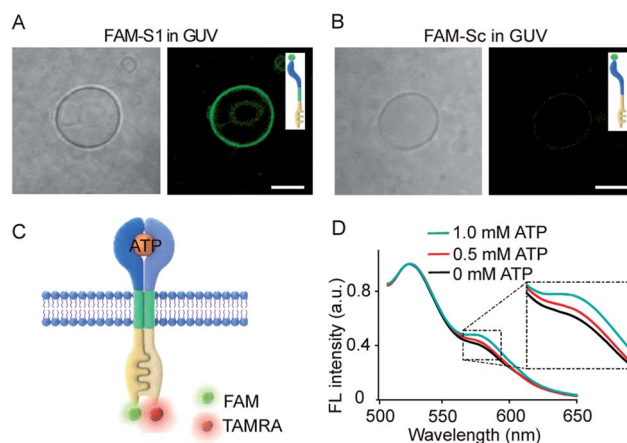 A
FAM-S1 in GUV
B
FAM-Sc in GUV
C
ATP
FAM
TAMRA
D
1.0 mM ATP
0.5 mM ATP
0 mM ATP
FL intensity (a.u.)
0.8
0.4
0
500
550
600
650
Wavelength (nm)